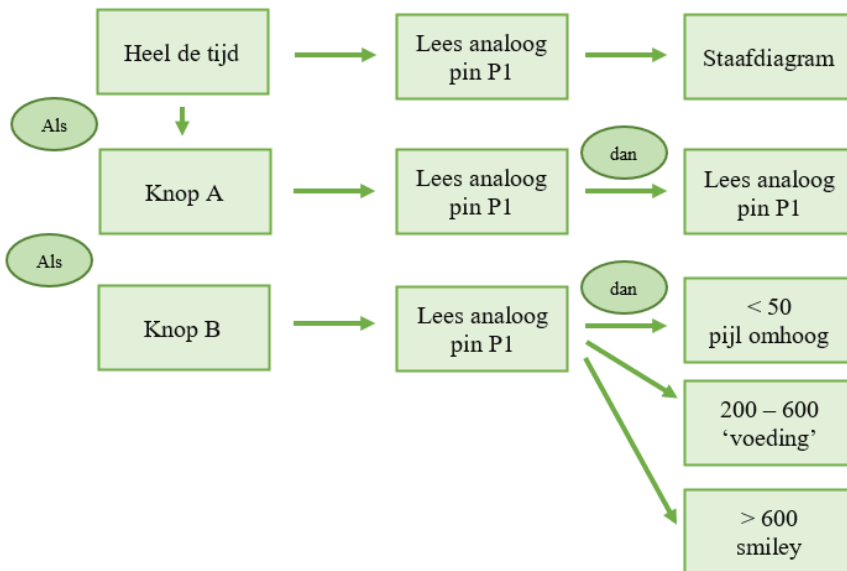 Heel de tijd
Lees analoog
pin P1
Staafdiagram
Als
Knop A
Lees analoog
pin P1
dan
Lees analoog
pin P1
Als
Knop B
Lees analoog
pin P1
dan
< 50
pijl omhoog
200 – 600
‘voeding’
> 600
smiley